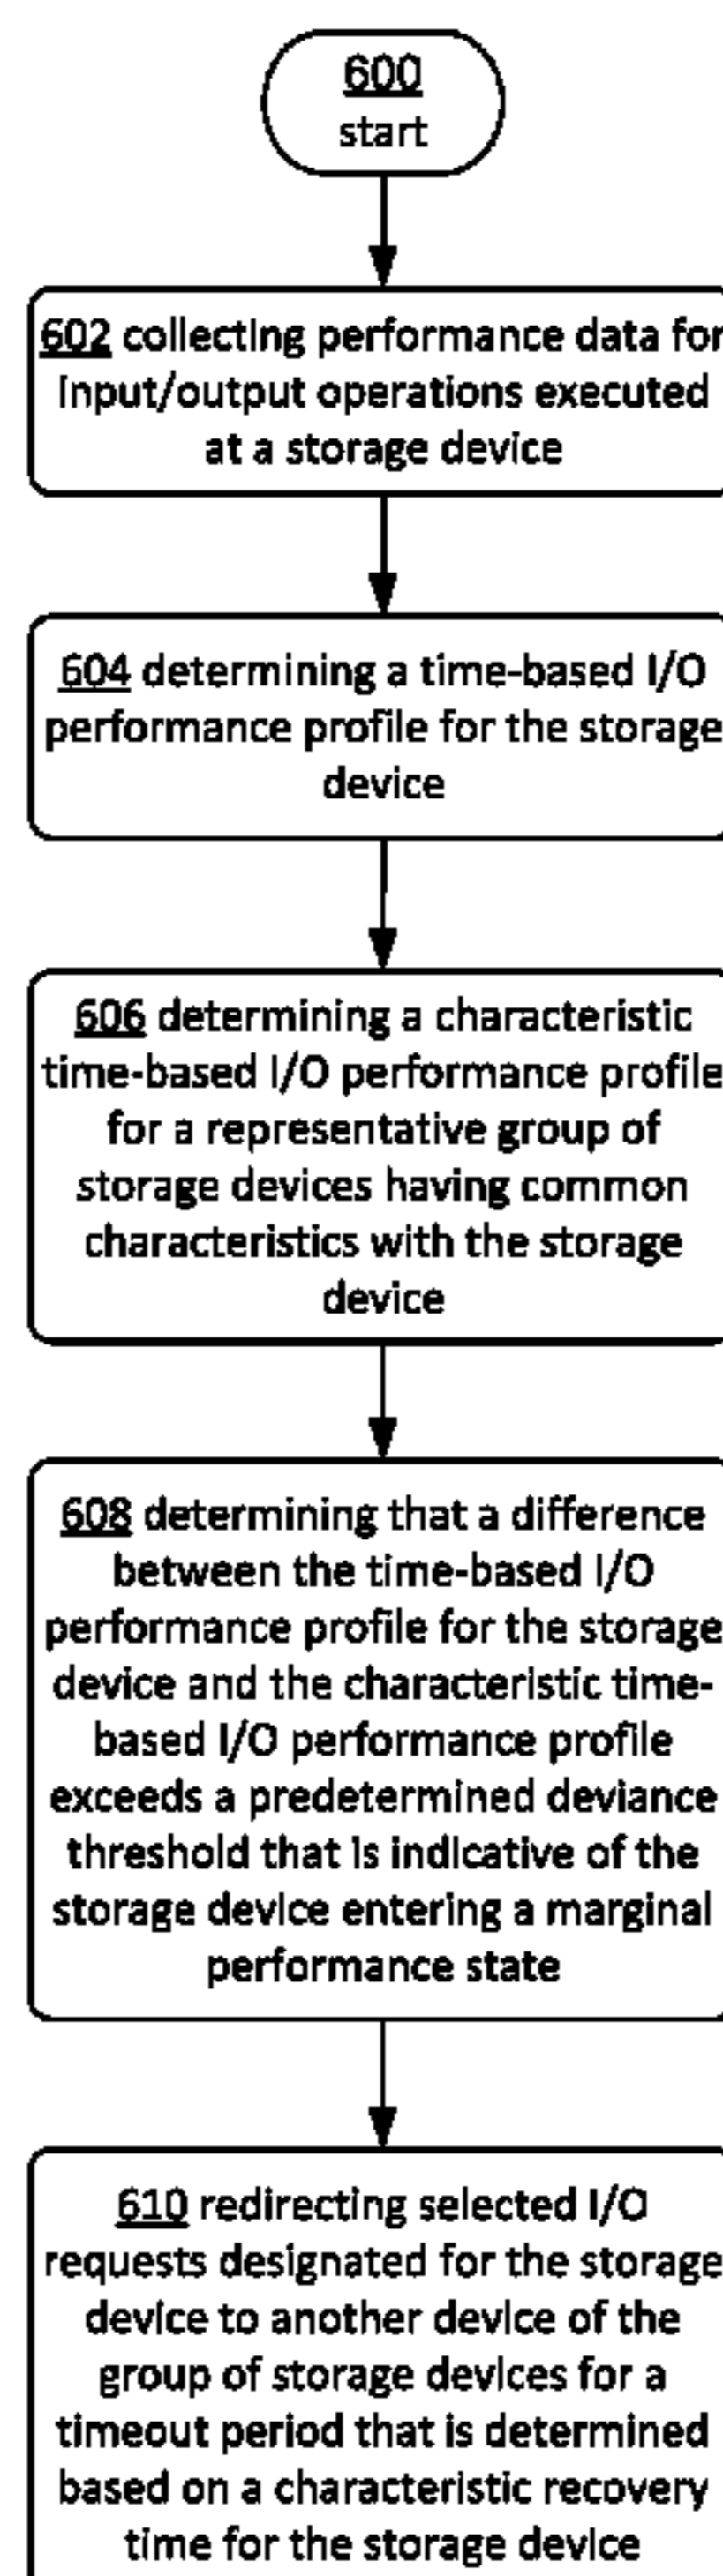 600
start
602 collecting performance data for
input/output operations executed
at a storage device
604 determining a time-based I/O
performance profile for the storage
device
606 determining a characteristic
time-based I/O performance profile
for a representative group of
storage devices having common
characteristics with the storage
device
608 determining that a difference
between the time-based I/O
performance profile for the storage
device and the characteristic time-
based I/O performance profile
exceeds a predetermined deviance
threshold that is indicative of the
storage device entering a marginal
performance state
610 redirecting selected I/O
requests designated for the storage
device to another device of the
group of storage devices for a
timeout period that is determined
based on a characteristic recovery
time for the storage device